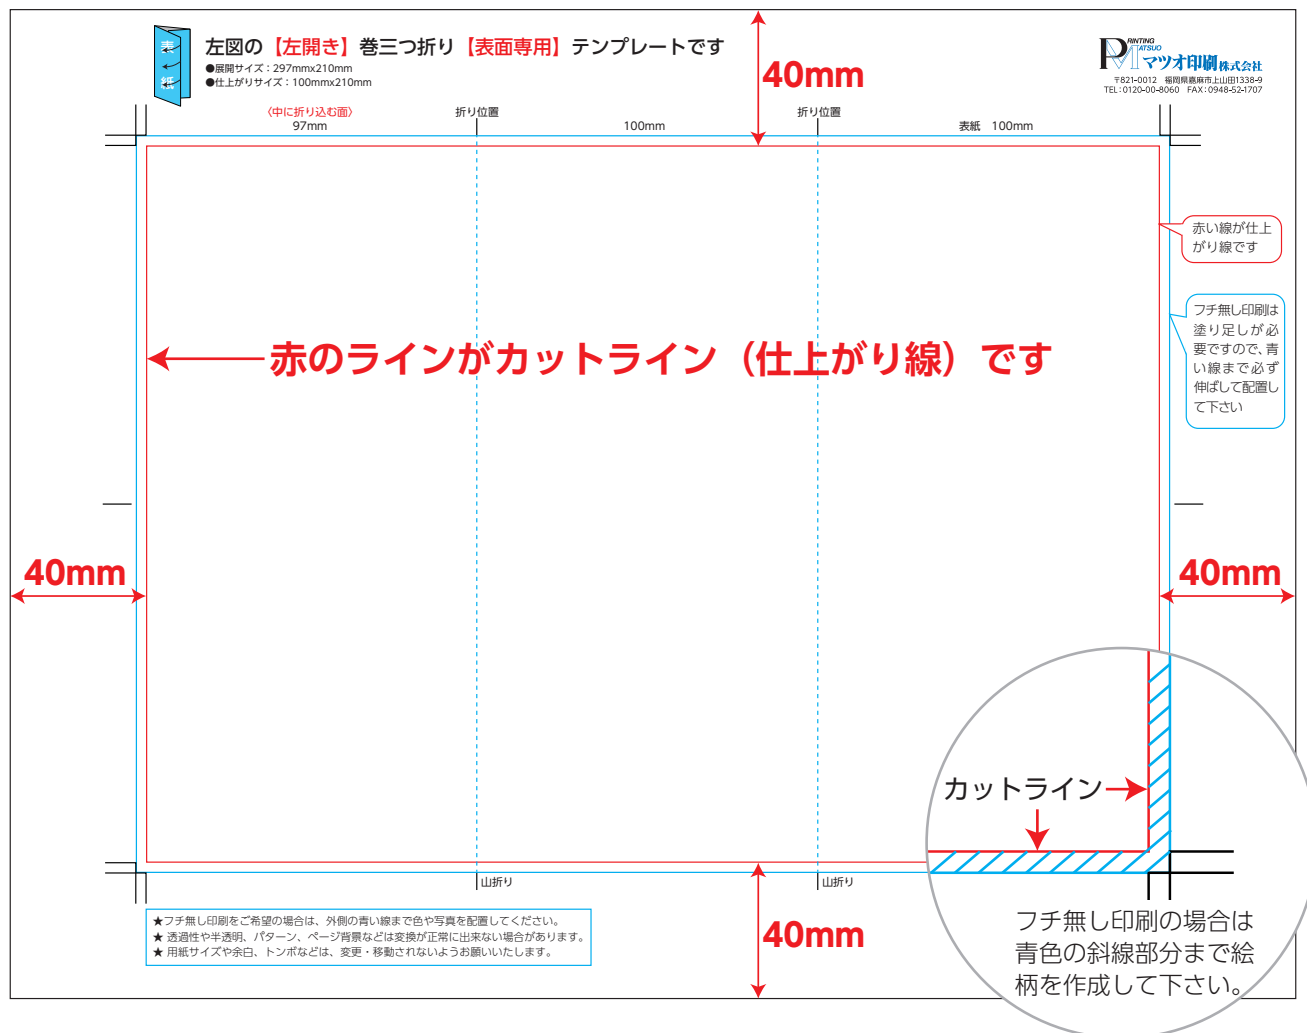 表
紙
左図の【左開き】巻三つ折り【表面専用】テンプレートです
●展開サイズ：297mmx210mm
●仕上がりサイズ：100mmx210mm
40mm
PRINTING
MATSUO
マツオ印刷株式会社
〒821-0012　福岡県嘉麻市上山田1338-9
TEL：0120-00-8060　FAX：0948-52-1707
〈中に折り込む面〉
97mm
折り位置
100mm
折り位置
表紙　100mm
赤い線が仕上
がり線です
フチ無し印刷は
塗り足しが必
要ですので、青
い線まで必ず
伸ばして配置し
て下さい
赤のラインがカットライン（仕上がり線）です
40mm
40mm
カットライン
山折り
山折り
★フチ無し印刷をご希望の場合は、外側の青い線まで色や写真を配置してください。
★ 透過性や半透明、パターン、ページ背景などは変換が正常に出来ない場合があります。
★ 用紙サイズや余白、トンボなどは、変更・移動されないようお願いいたします。
40mm
フチ無し印刷の場合は
青色の斜線部分まで絵
柄を作成して下さい。